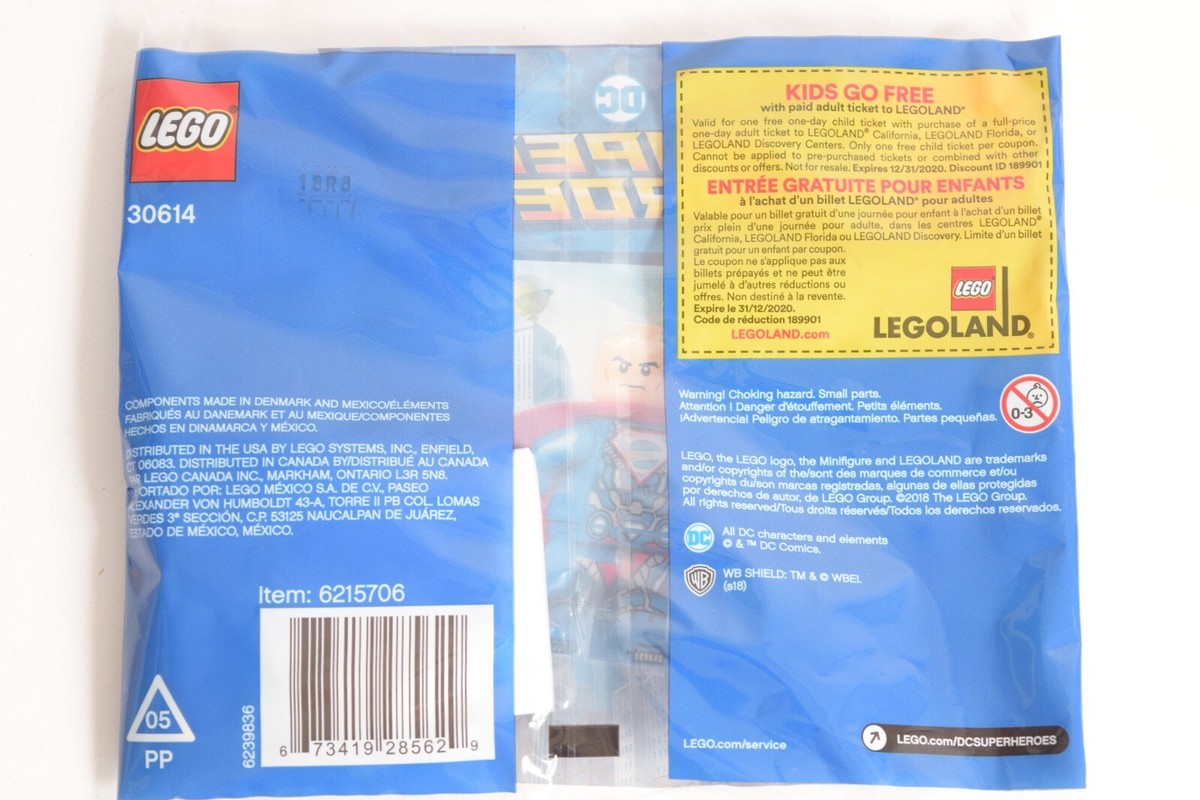 LEGO
30614
18R8
COMPONENTS MADE IN DENMARK AND MEXICO/ÉLÉMENTS
FABRIQUÉS AU DANEMARK ET AU MEXIQUE/COMPONENTES
HECHOS EN DINAMARCA Y MÉXICO.
DISTRIBUTED IN THE USA BY LEGO SYSTEMS, INC., ENFIELD,
CT 06083. DISTRIBUTED IN CANADA BY/DISTRIBUÉ AU CANADA
PAR LEGO CANADA INC., MARKHAM, ONTARIO L3R 5N8.
PORTADO POR: LEGO MÉXICO S.A. DE C.V., PASEO
LEXANDER VON HUMBOLDT 43-A, TORRE II PB COL. LOMAS
VERDES 3ª SECCIÓN, C.P. 53125 NAUCALPAN DE JUÁREZ,
ESTADO DE MÉXICO, MÉXICO.
Item: 6215706
6 73419 28562 9
6239836
05
PP
DC
KIDS GO FREE
with paid adult ticket to LEGOLAND®
Valid for one free one-day child ticket with purchase of a full-price
one-day adult ticket to LEGOLAND® California, LEGOLAND Florida, or
LEGOLAND Discovery Centers. Only one free child ticket per coupon.
Cannot be applied to pre-purchased tickets or combined with other
discounts or offers. Not for resale. Expires 12/31/2020. Discount ID 189901
ENTRÉE GRATUITE POUR ENFANTS
à l'achat d'un billet LEGOLAND® pour adultes
Valable pour un billet gratuit d'une journée pour enfant à l'achat d'un billet
prix plein d'une journée pour adulte, dans les centres LEGOLAND®
California, LEGOLAND Florida ou LEGOLAND Discovery. Limite d'un billet
gratuit pour enfant par coupon.
Le coupon ne s'applique pas aux
billets prépayés et ne peut être
jumelé à d'autres réductions ou
offres. Non destiné à la revente.
Expire le 31/12/2020.
Code de réduction 189901
LEGOLAND.com
LEGO
LEGOLAND®
Warning! Choking hazard. Small parts.
Attention ! Danger d'étouffement. Petits éléments.
¡Advertencia! Peligro de atragantamiento. Partes pequeñas.
0-3
LEGO, the LEGO logo, the Minifigure and LEGOLAND are trademarks
and/or copyrights of the/sont des marques de commerce et/ou
copyrights du/son marcas registradas, algunas de ellas protegidas
por derechos de autor, de LEGO Group. ©2018 The LEGO Group.
All rights reserved/Tous droits réservés/Todos los derechos reservados.
DC
All DC characters and elements
© & ™ DC Comics.
WB
WB SHIELD: TM & © WBEI.
(s18)
LEGO.com/service
LEGO.com/DCSUPERHEROES